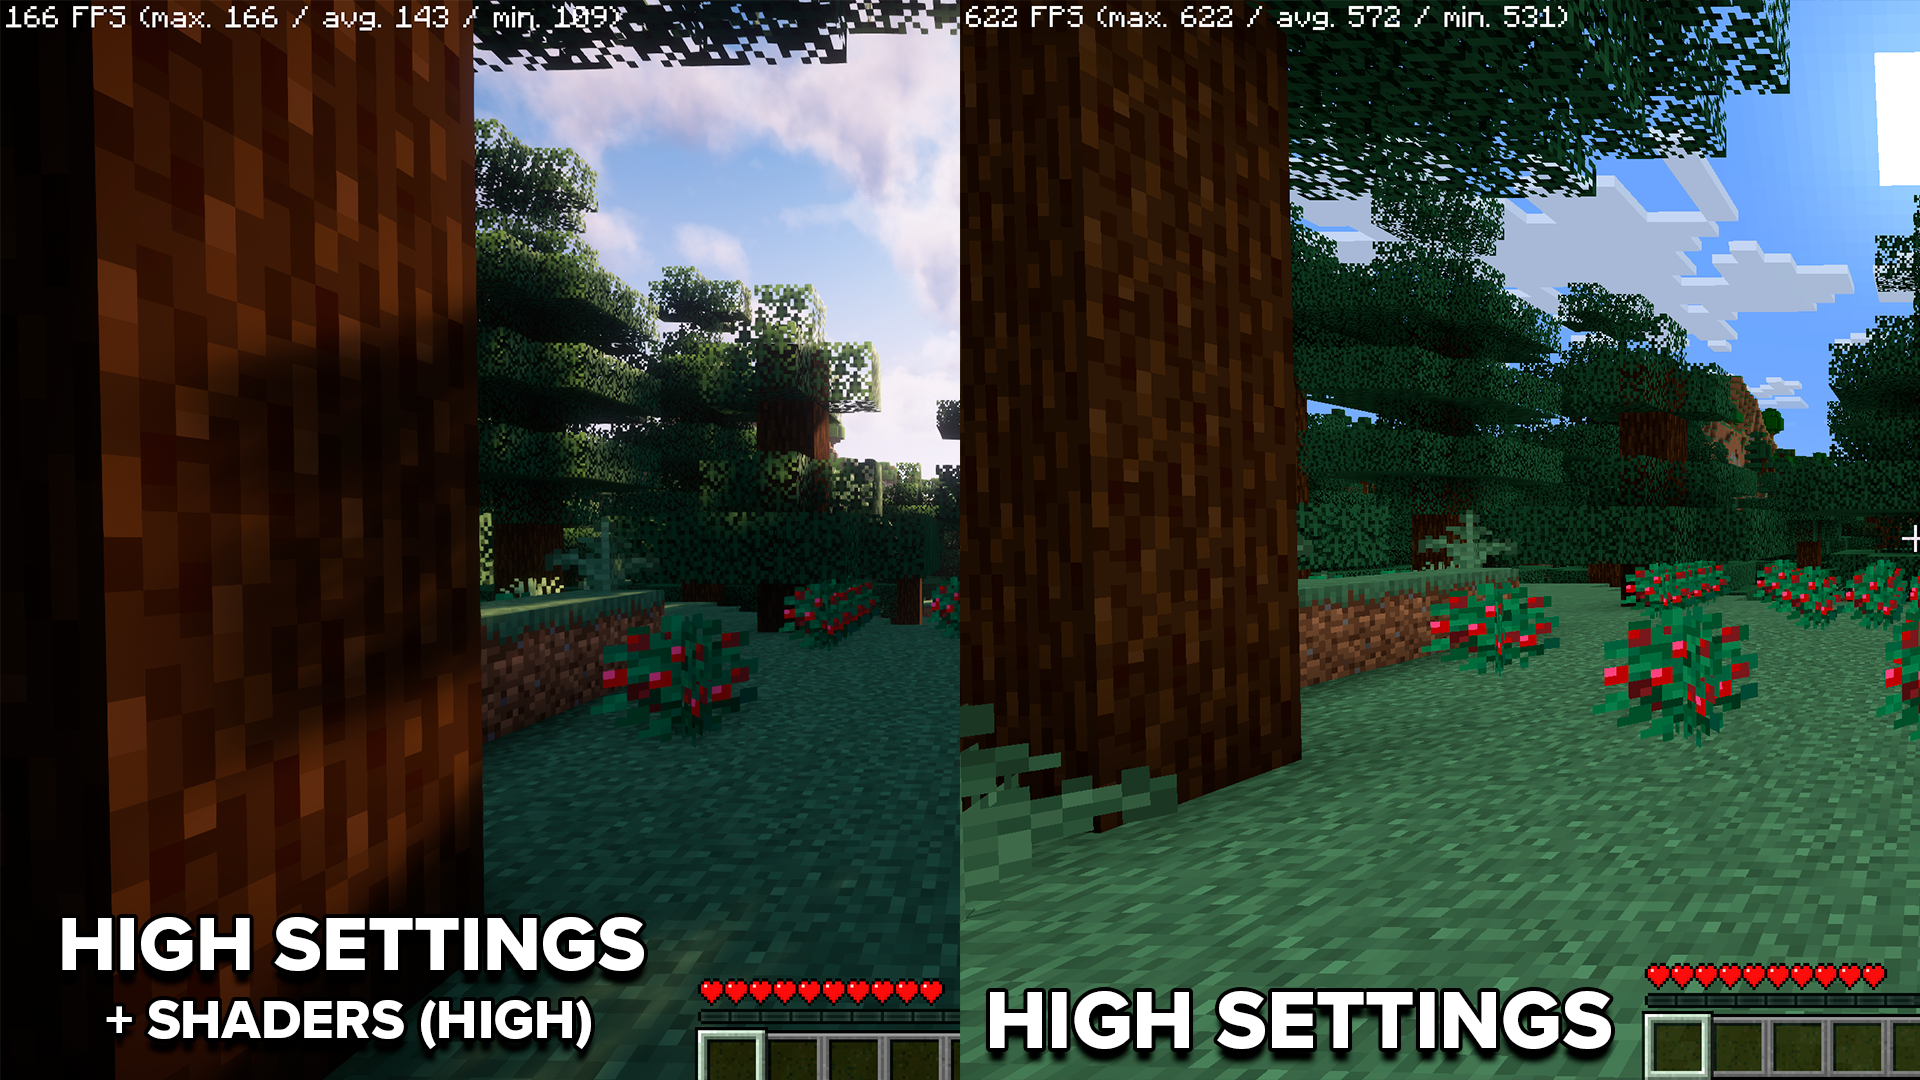 166 FPS (max. 166 / avg. 143 / min. 109)
622 FPS (max. 622 / avg. 572 / min. 531)
HIGH SETTINGS
+ SHADERS (HIGH)
HIGH SETTINGS